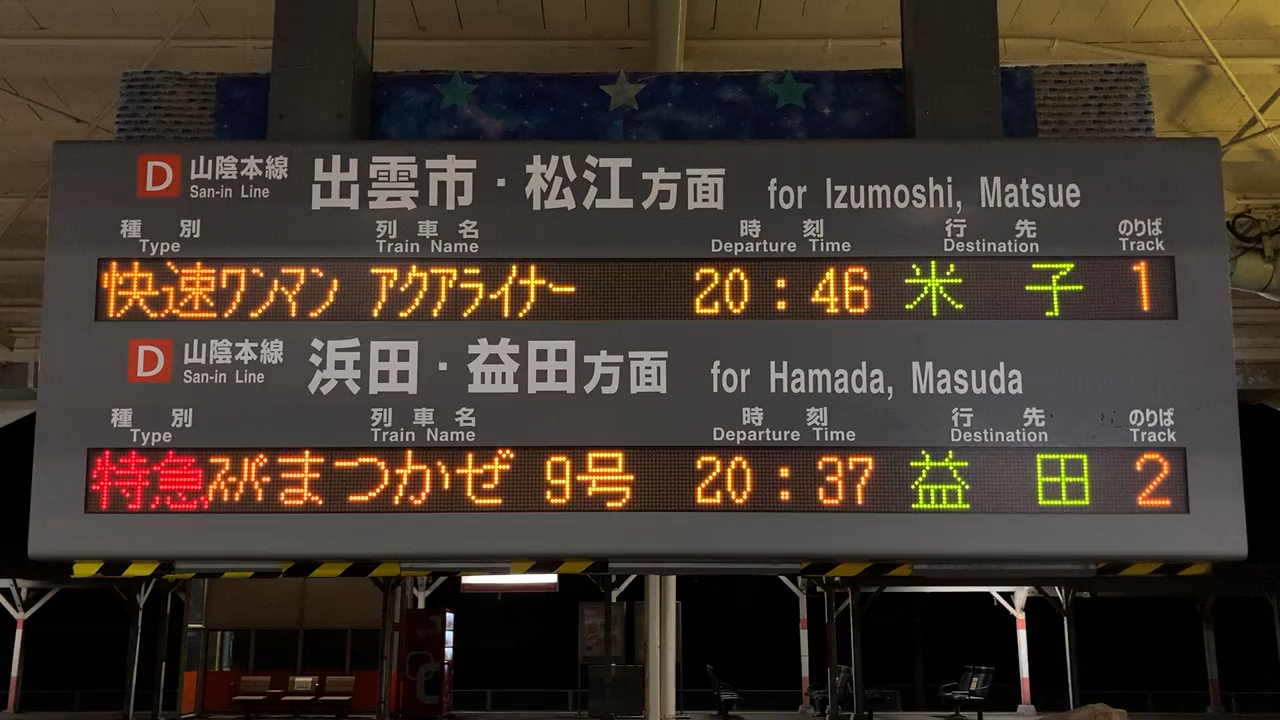 D 山陰本線 San-in Line 出雲市・松江方面 for Izumoshi, Matsue
種別 列車名 時刻 行先 のりば
Type Train Name Departure Time Destination Track
快速ワンマン アクアライナー 20:46 米子 1
D 山陰本線 San-in Line 浜田・益田方面 for Hamada, Masuda
種別 列車名 時刻 行先 のりば
Type Train Name Departure Time Destination Track
特急スーパーまつかぜ 9号 20:37 益田 2